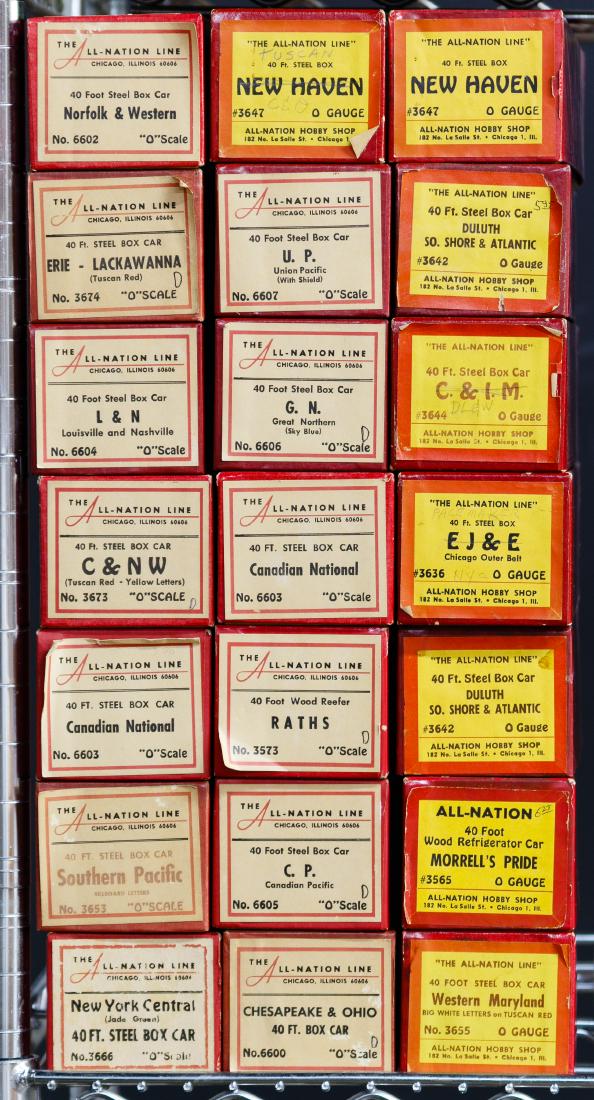 THE ALL-NATION LINE
CHICAGO, ILLINOIS 60606
40 Foot Steel Box Car
Norfolk & Western
No. 6602 "O"Scale
"THE ALL-NATION LINE"
TUSCAN
40 Ft. STEEL BOX
NEW HAVEN
C&O
#3647 O GAUGE
ALL-NATION HOBBY SHOP
182 No. La Salle St. • Chicago 1, Ill.
"THE ALL-NATION LINE"
40 Ft. STEEL BOX
NEW HAVEN
#3647 O GAUGE
ALL-NATION HOBBY SHOP
182 No. La Salle St. • Chicago 1, Ill.
THE ALL-NATION LINE
CHICAGO, ILLINOIS 60606
40 FT. STEEL BOX CAR
ERIE - LACKAWANNA
(Tuscan Red) D
No. 3674 "O"SCALE
THE ALL-NATION LINE
CHICAGO, ILLINOIS 60606
40 Foot Steel Box Car
U. P.
Union Pacific
(With Shield)
No. 6607 "O"Scale
"THE ALL-NATION LINE"
40 Ft. Steel Box Car
DULUTH
SO. SHORE & ATLANTIC
#3642 O Gauge
ALL-NATION HOBBY SHOP
182 No. La Salle St. • Chicago 1, Ill.
THE ALL-NATION LINE
CHICAGO, ILLINOIS 60606
40 Foot Steel Box Car
L & N
Louisville and Nashville
No. 6604 "O"Scale
THE ALL-NATION LINE
CHICAGO, ILLINOIS 60606
40 Foot Steel Box Car
G. N.
Great Northern
(Sky Blue) D
No. 6606 "O"Scale
"THE ALL-NATION LINE"
40 Ft. Steel Box Car
C. & I. M.
DL&W
#3644 O Gauge
ALL-NATION HOBBY SHOP
182 No. La Salle St. • Chicago 1, Ill.
THE ALL-NATION LINE
CHICAGO, ILLINOIS 60606
40 Ft. STEEL BOX CAR
C & NW
(Tuscan Red - Yellow Letters)
No. 3673 "O"SCALE D
THE ALL-NATION LINE
CHICAGO, ILLINOIS 60606
40 FT. STEEL BOX CAR
Canadian National
No. 6603 "O"Scale
"THE ALL-NATION LINE"
40 Ft. STEEL BOX
E J & E
Chicago Outer Belt
#3636 NYC O GAUGE
ALL-NATION HOBBY SHOP
182 No. La Salle St. • Chicago 1, Ill.
THE ALL-NATION LINE
CHICAGO, ILLINOIS 60606
40 FT. STEEL BOX CAR
Canadian National
No. 6603 "O"Scale
THE ALL-NATION LINE
CHICAGO, ILLINOIS 60606
40 Foot Wood Reefer
RATHS
D
No. 3573 "O"Scale
"THE ALL-NATION LINE"
40 Ft. Steel Box Car
DULUTH
SO. SHORE & ATLANTIC
#3642 O Gauge
ALL-NATION HOBBY SHOP
182 No. La Salle St. • Chicago 1, Ill.
THE ALL-NATION LINE
CHICAGO, ILLINOIS 60606
40 FT. STEEL BOX CAR
Southern Pacific
BILLBOARD LETTERS
No. 3653 "O"SCALE
THE ALL-NATION LINE
CHICAGO, ILLINOIS 60606
40 Foot Steel Box Car
C. P.
Canadian Pacific D
No. 6605 "O"Scale
ALL-NATION
40 Foot
Wood Refrigerator Car
MORRELL'S PRIDE
#3565 O GAUGE
ALL-NATION HOBBY SHOP
182 No. La Salle St. • Chicago 1, Ill.
THE ALL-NATION LINE
CHICAGO, ILLINOIS 60606
New York Central
(Jade Green)
40 FT. STEEL BOX CAR
No. 3666 "O"Scale
THE ALL-NATION LINE
CHICAGO, ILLINOIS 60606
CHESAPEAKE & OHIO
40 FT. BOX CAR
D
No. 6600 "O"Scale
"THE ALL-NATION LINE"
40 FOOT STEEL BOX CAR
Western Maryland
BIG WHITE LETTERS on TUSCAN RED
No. 3655 O GAUGE
ALL-NATION HOBBY SHOP
182 No. La Salle St. • Chicago 1, Ill.